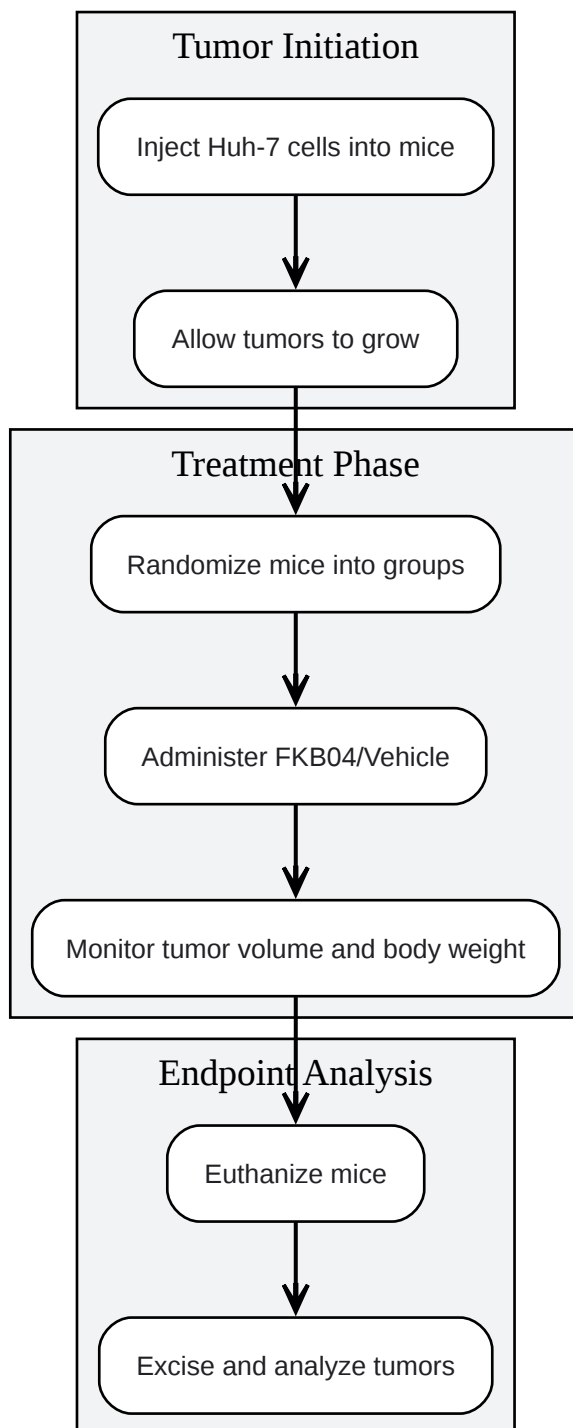 Tumor Initiation
Inject Huh-7 cells into mice
Allow tumors to grow
Treatment Phase
Randomize mice into groups
Administer FKB04/Vehicle
Monitor tumor volume and body weight
Endpoint Analysis
Euthanize mice
Excise and analyze tumors